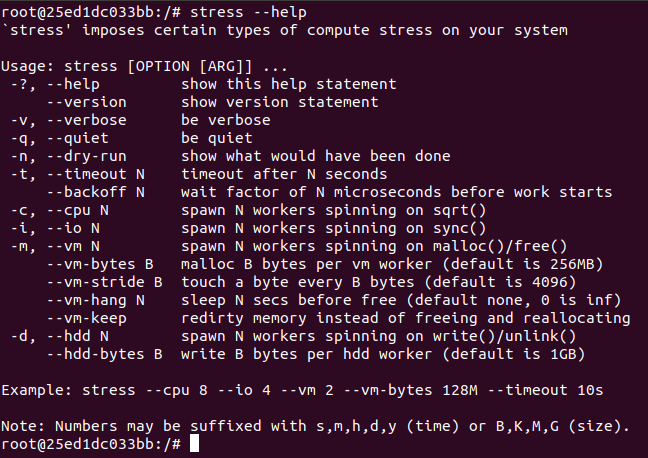 root@25ed1dc033bb:/# stress --help
`stress' imposes certain types of compute stress on your system

Usage: stress [OPTION [ARG]] ...
 -?, --help         show this help statement
     --version      show version statement
 -v, --verbose      be verbose
 -q, --quiet        be quiet
 -n, --dry-run      show what would have been done
 -t, --timeout N    timeout after N seconds
     --backoff N    wait factor of N microseconds before work starts
 -c, --cpu N        spawn N workers spinning on sqrt()
 -i, --io N         spawn N workers spinning on sync()
 -m, --vm N         spawn N workers spinning on malloc()/free()
     --vm-bytes B   malloc B bytes per vm worker (default is 256MB)
     --vm-stride B  touch a byte every B bytes (default is 4096)
     --vm-hang N    sleep N secs before free (default none, 0 is inf)
     --vm-keep      redirty memory instead of freeing and reallocating
 -d, --hdd N        spawn N workers spinning on write()/unlink()
     --hdd-bytes B  write B bytes per hdd worker (default is 1GB)

Example: stress --cpu 8 --io 4 --vm 2 --vm-bytes 128M --timeout 10s

Note: Numbers may be suffixed with s,m,h,d,y (time) or B,K,M,G (size).
root@25ed1dc033bb:/#